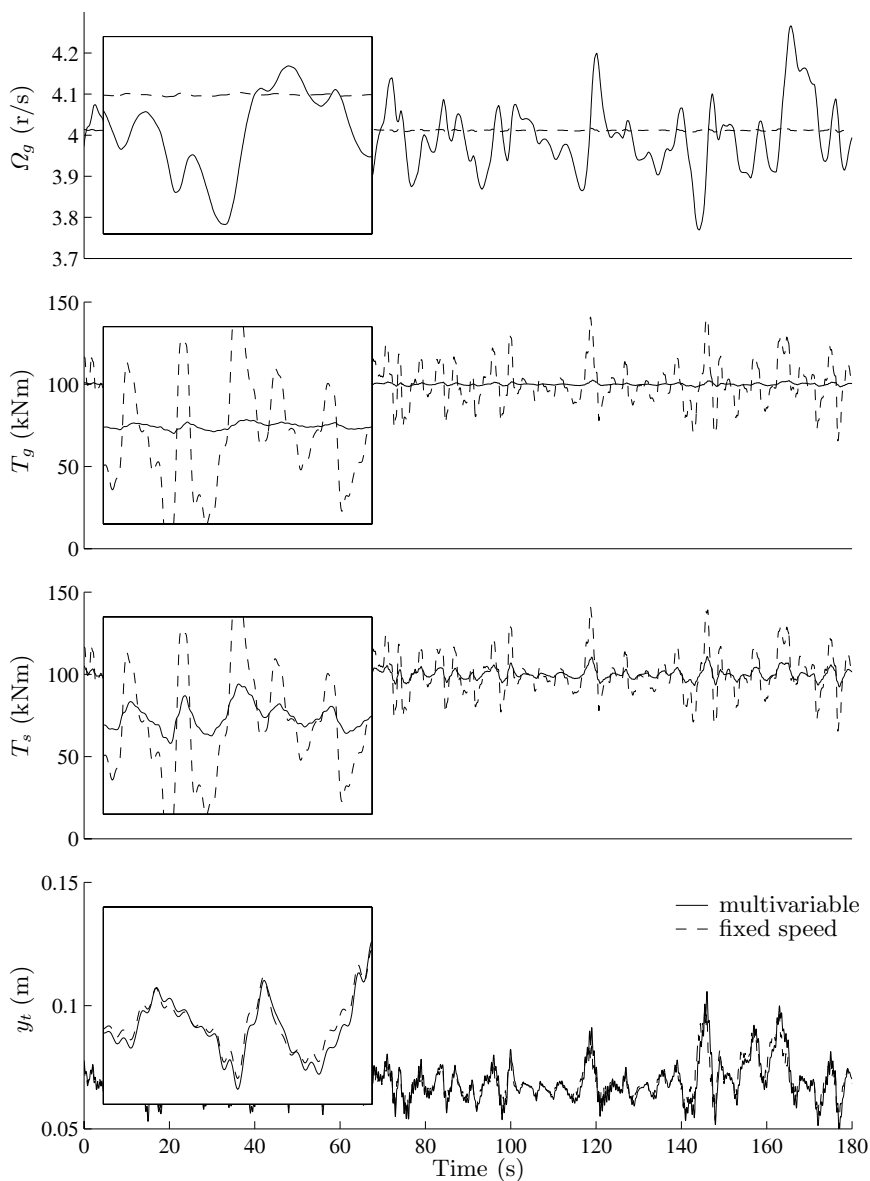 4.2
4.1
4
3.9
3.8
3.7
Ω_g (r/s)
150
100
50
0
T_g (kNm)
150
100
50
0
T_s (kNm)
0.15
0.1
0.05
y_t (m)
multivariable
fixed speed
0 20 40 60 80 100 120 140 160 180
Time (s)